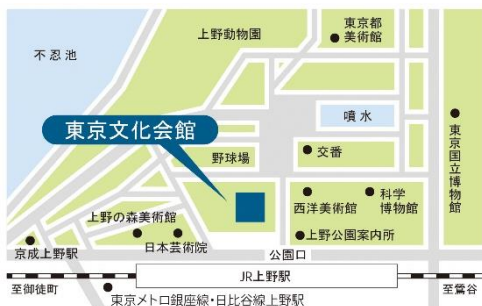 上野動物園
東京都
美術館
不忍池
噴水
東京文化会館
野球場
交番
東京国立博物館
西洋美術館
科学
博物館
上野の森美術館
日本芸術院
上野公園案内所
京成上野駅
公園口
JR上野駅
至御徒町
至鶯谷
東京メトロ銀座線・日比谷線上野駅